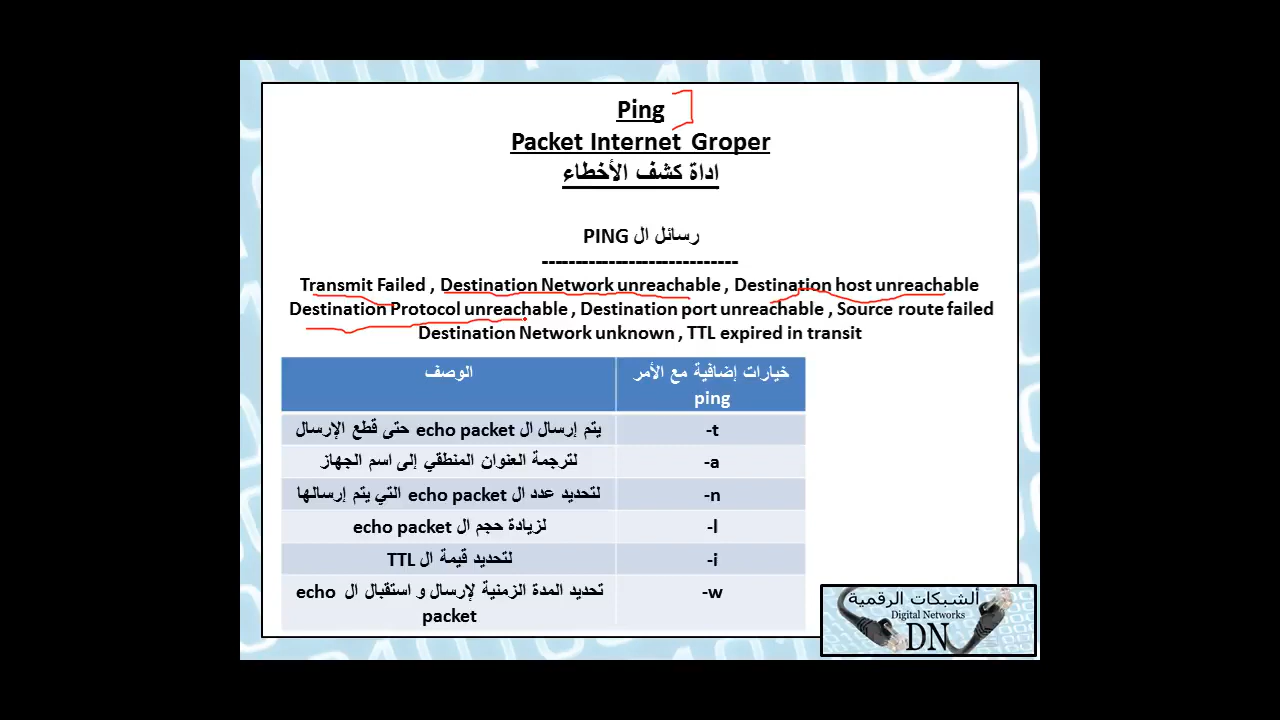 Ping
Packet Internet Groper
اداة كشف الأخطاء
رسائل ال PING
----------------------------
Transmit Failed , Destination Network unreachable , Destination host unreachable
Destination Protocol unreachable , Destination port unreachable , Source route failed
Destination Network unknown , TTL expired in transit
خيارات إضافية مع الأمر ping الوصف
-t يتم إرسال ال echo packet حتى قطع الإرسال
-a لترجمة العنوان المنطقي إلى اسم الجهاز
-n لتحديد عدد ال echo packet التي يتم إرسالها
-l لزيادة حجم ال echo packet
-i لتحديد قيمة ال TTL
-w تحديد المدة الزمنية لإرسال و استقبال ال echo packet
ألشبكات الرقمية
Digital Networks
DN